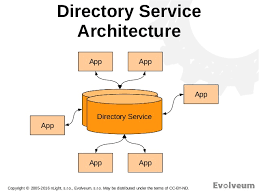 Directory Service
Architecture
App
App
App
Directory Service
App
App
App
Copyright © 2005-2010 nLight, s.r.o., Evolveum, s.r.o. May be distributed under the terms of CC-BY-ND.
Evolveum